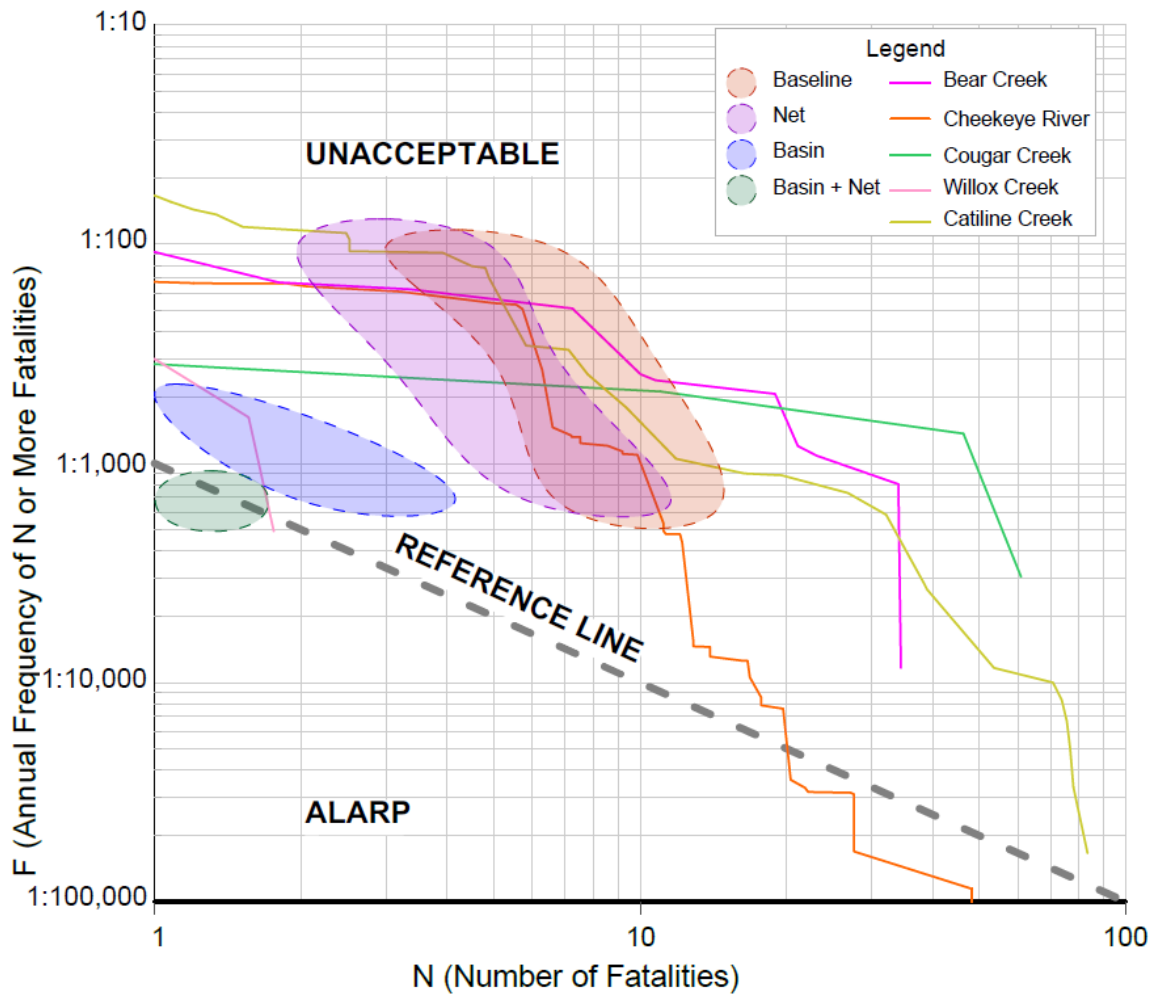 1:10
1:100
1:11,000
1:10,000
1:100,000
F (Annual Frequency of N or More Fatalities)
UNACCEPTABLE
REFERENCE LINE
ALARP
Legend
Baseline
Net
Basin
Basin + Net
Bear Creek
Cheekeye River
Cougar Creek
Willox Creek
Catiline Creek
1
10
100
N (Number of Fatalities)